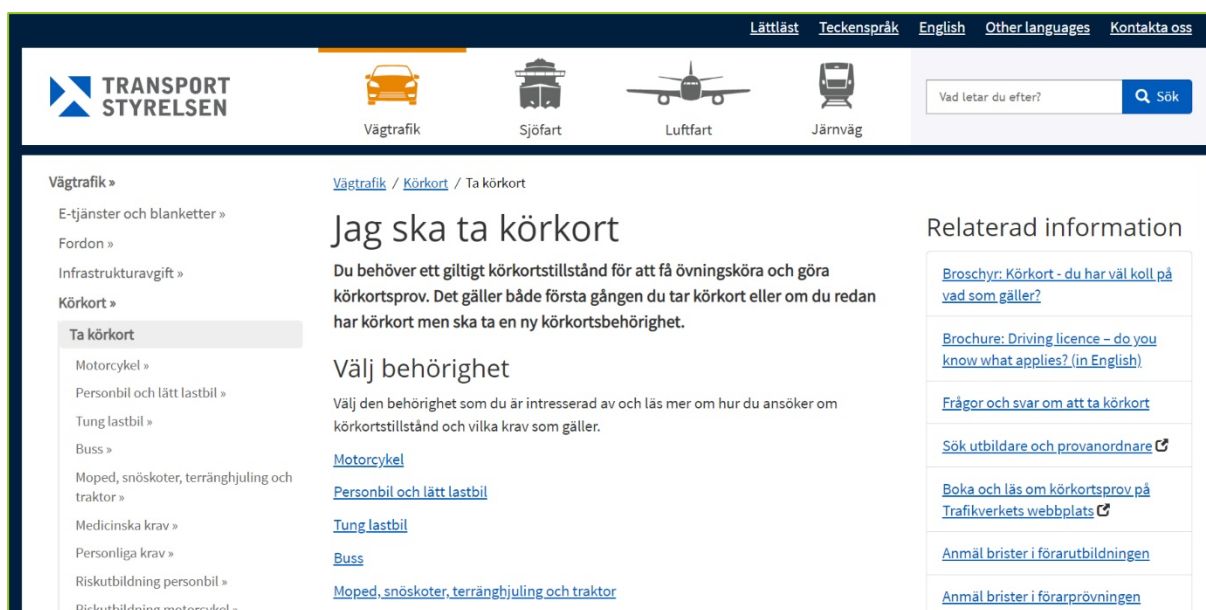 Lättläst Teckenspråk English Other languages Kontakta oss
TRANSPORT
STYRELSEN
Vägtrafik Sjöfart Luftfart Järnväg
Vad letar du efter? Sök
Vägtrafik »
E-tjänster och blanketter »
Fordon »
Infrastrukturavgift »
Körkort »
Ta körkort
Motorcykel »
Personbil och lätt lastbil »
Tung lastbil »
Buss »
Moped, snöskoter, terränghjuling och
traktor »
Medicinska krav »
Personliga krav »
Riskutbildning personbil »
Riskutbildning motorcykel »
Vägtrafik / Körkort / Ta körkort
Jag ska ta körkort
Du behöver ett giltigt körkortstillstånd för att få övningsköra och göra
körkortsprov. Det gäller både första gången du tar körkort eller om du redan
har körkort men ska ta en ny körkortsbehörighet.
Välj behörighet
Välj den behörighet som du är intresserad av och läs mer om hur du ansöker om
körkortstillstånd och vilka krav som gäller.
Motorcykel
Personbil och lätt lastbil
Tung lastbil
Buss
Moped, snöskoter, terränghjuling och traktor
Relaterad information
Broschyr: Körkort - du har väl koll på
vad som gäller?
Brochure: Driving licence – do you
know what applies? (in English)
Frågor och svar om att ta körkort
Sök utbildare och provanordnare
Boka och läs om körkortsprov på
Trafikverkets webbplats
Anmäl brister i förarutbildningen
Anmäl brister i förarprövningen